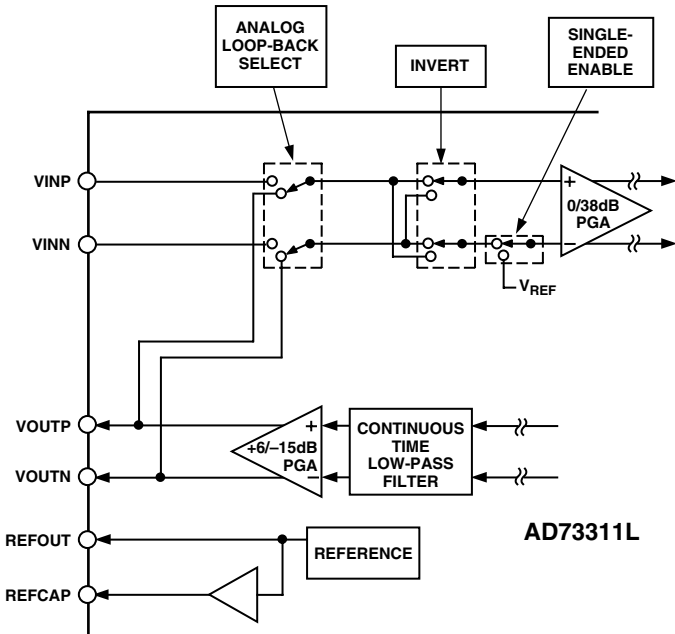 ANALOG
LOOP-BACK
SELECT
INVERT
SINGLE-
ENDED
ENABLE
VINP
VINN
+
0/38dB
PGA
–
VREF
VOUTP
VOUTN
+
+6/–15dB
PGA
–
CONTINUOUS
TIME
LOW-PASS
FILTER
REFOUT
REFCAP
REFERENCE
AD73311L